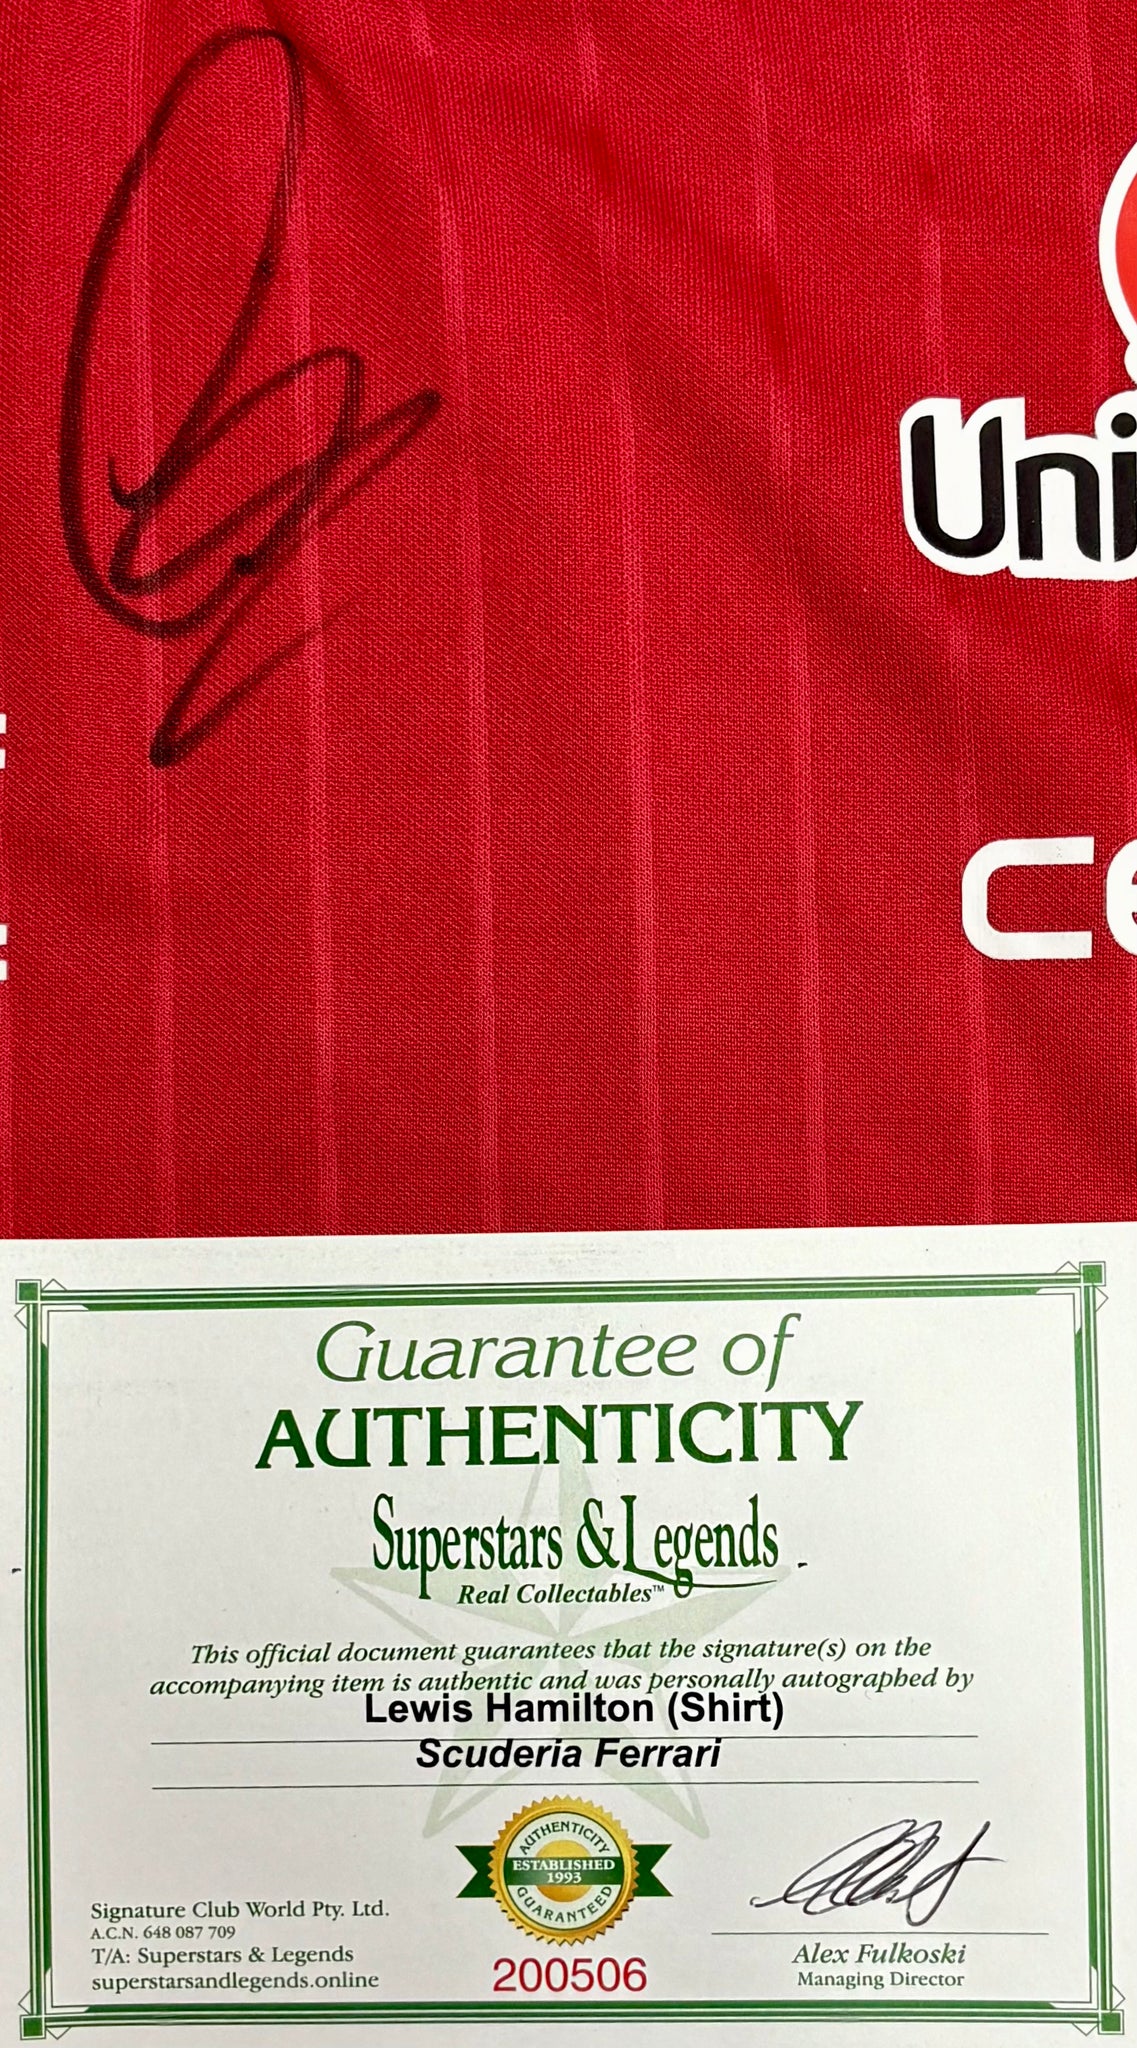 Uni
ce
Guarantee of
AUTHENTICITY
Superstars & Legends
Real Collectables™
This official document guarantees that the signature(s) on the
accompanying item is authentic and was personally autographed by
Lewis Hamilton (Shirt)
Scuderia Ferrari
AUTHENTICITY
ESTABLISHED
1993
GUARANTEED
Signature Club World Pty. Ltd.
A.C.N. 648 087 709
T/A: Superstars & Legends
superstarsandlegends.online
200506
Alex Fulkoski
Managing Director